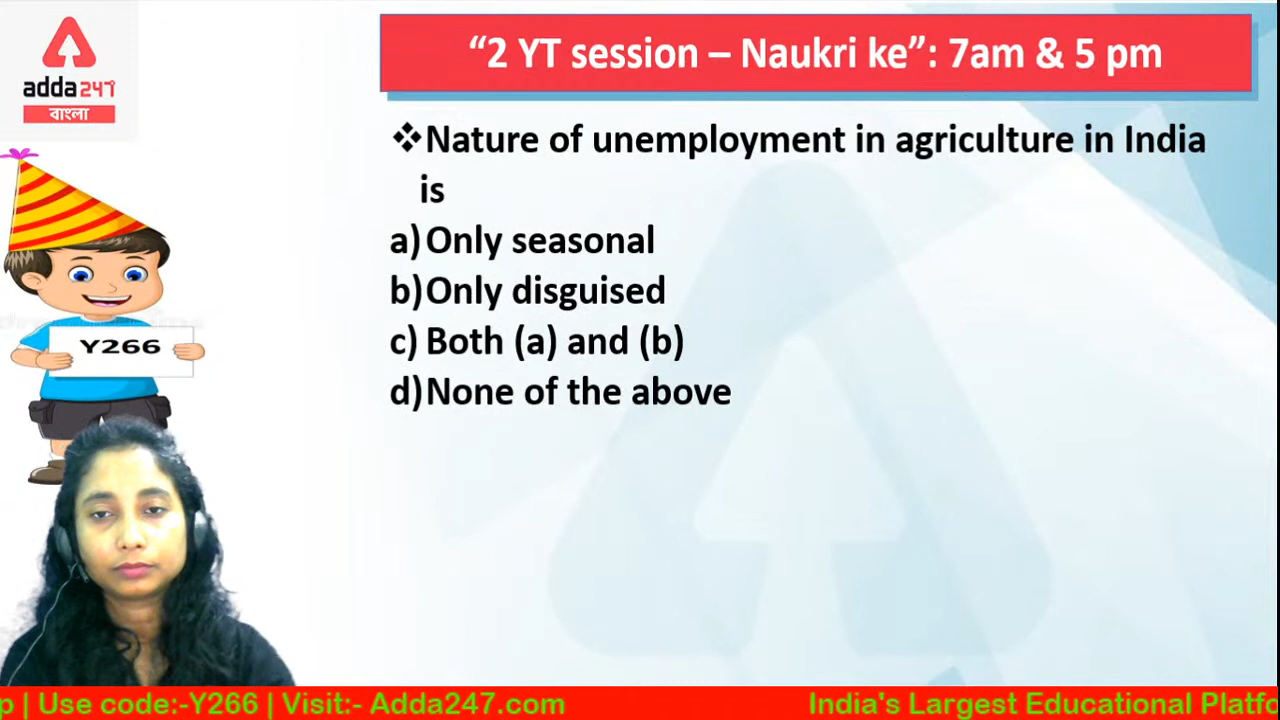 adda247
বাংলা
“2 YT session – Naukri ke”: 7am & 5 pm
❖Nature of unemployment in agriculture in India
is
a) Only seasonal
b) Only disguised
c) Both (a) and (b)
d) None of the above
Y266
p | Use code:-Y266 | Visit:- Adda247.com
India's Largest Educational Platfo